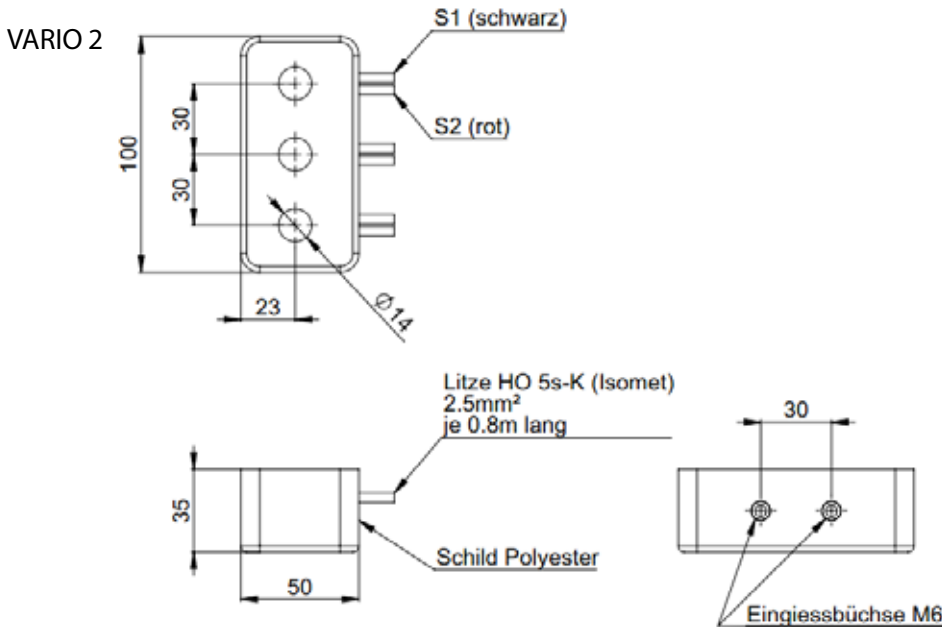 VARIO 2
S1 (schwarz)
S2 (rot)
100
30
30
23
Ø14
Litze HO 5s-K (Isomet)
2.5mm²
je 0.8m lang
30
35
Schild Polyester
50
Eingiessbüchse M6